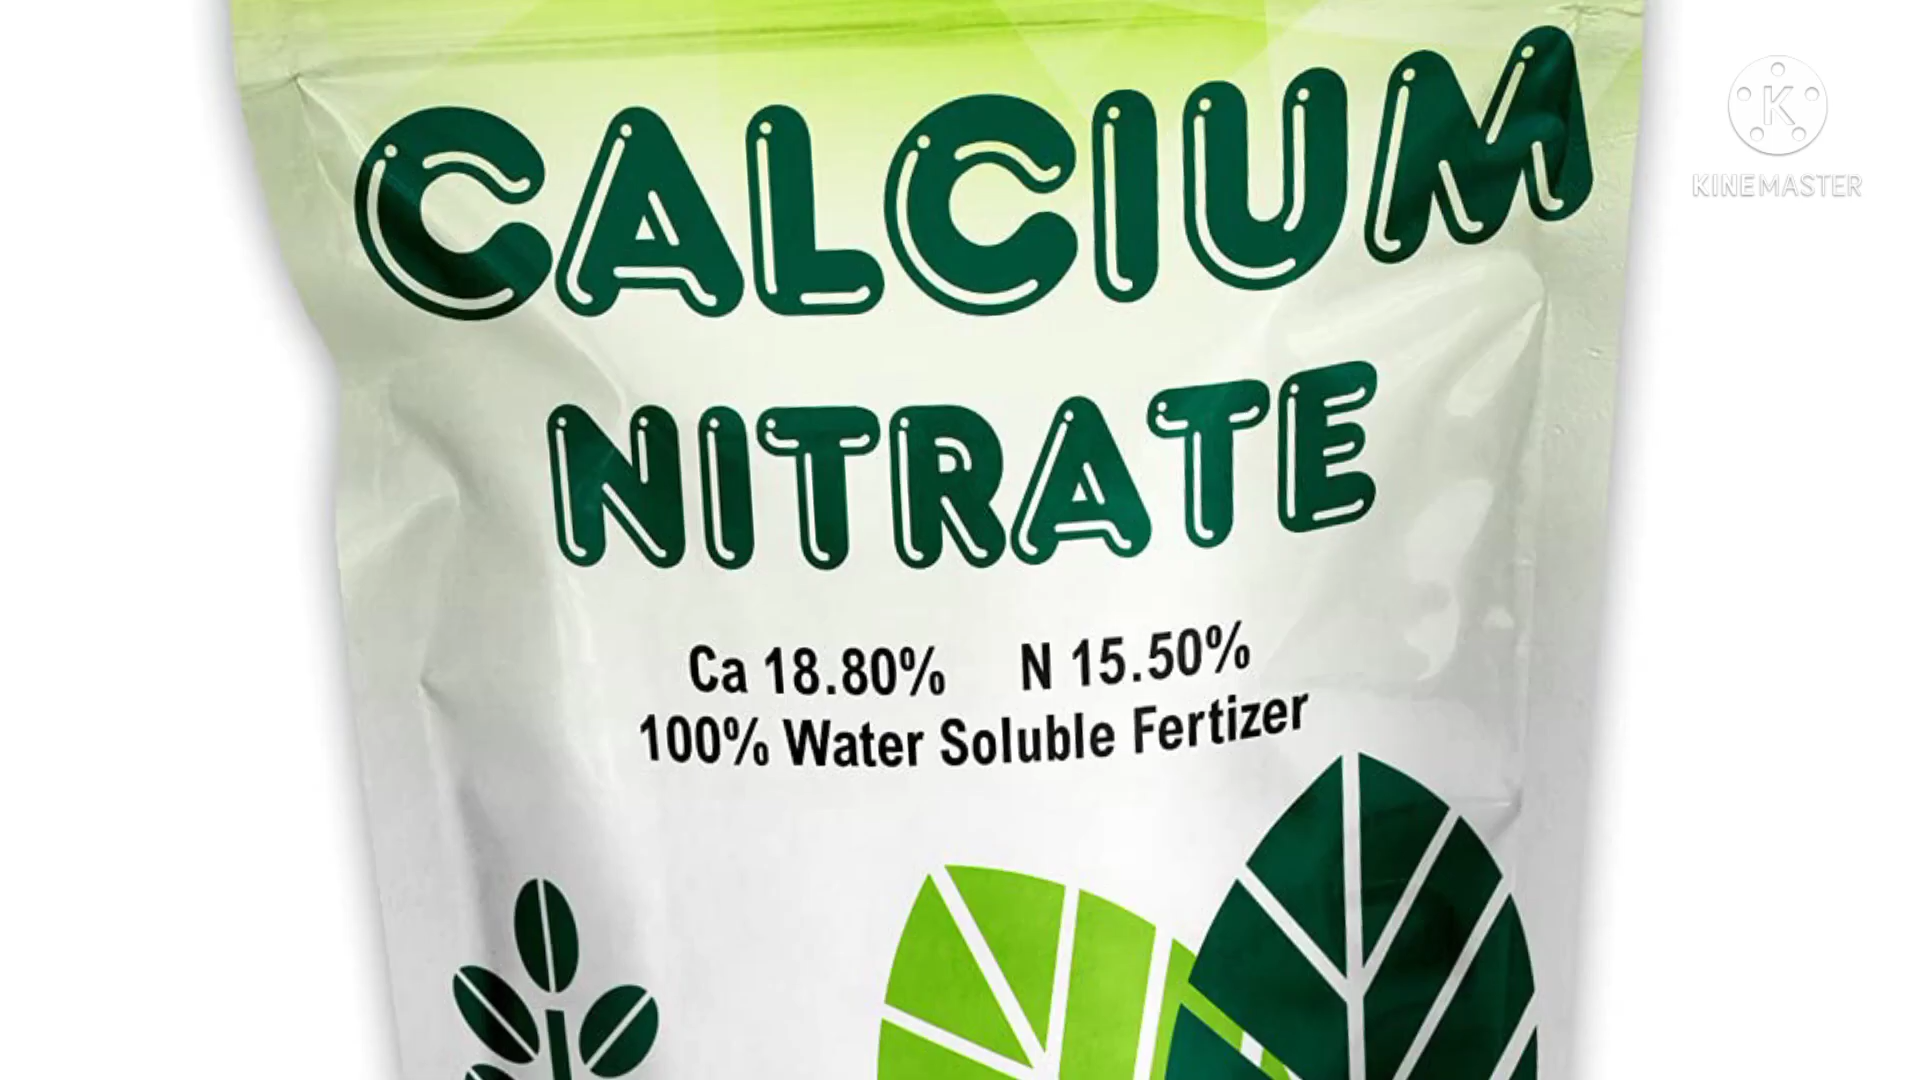 CALCIUM
NITRATE
Ca 18.80% N 15.50%
100% Water Soluble Fertizer
K
KINEMASTER